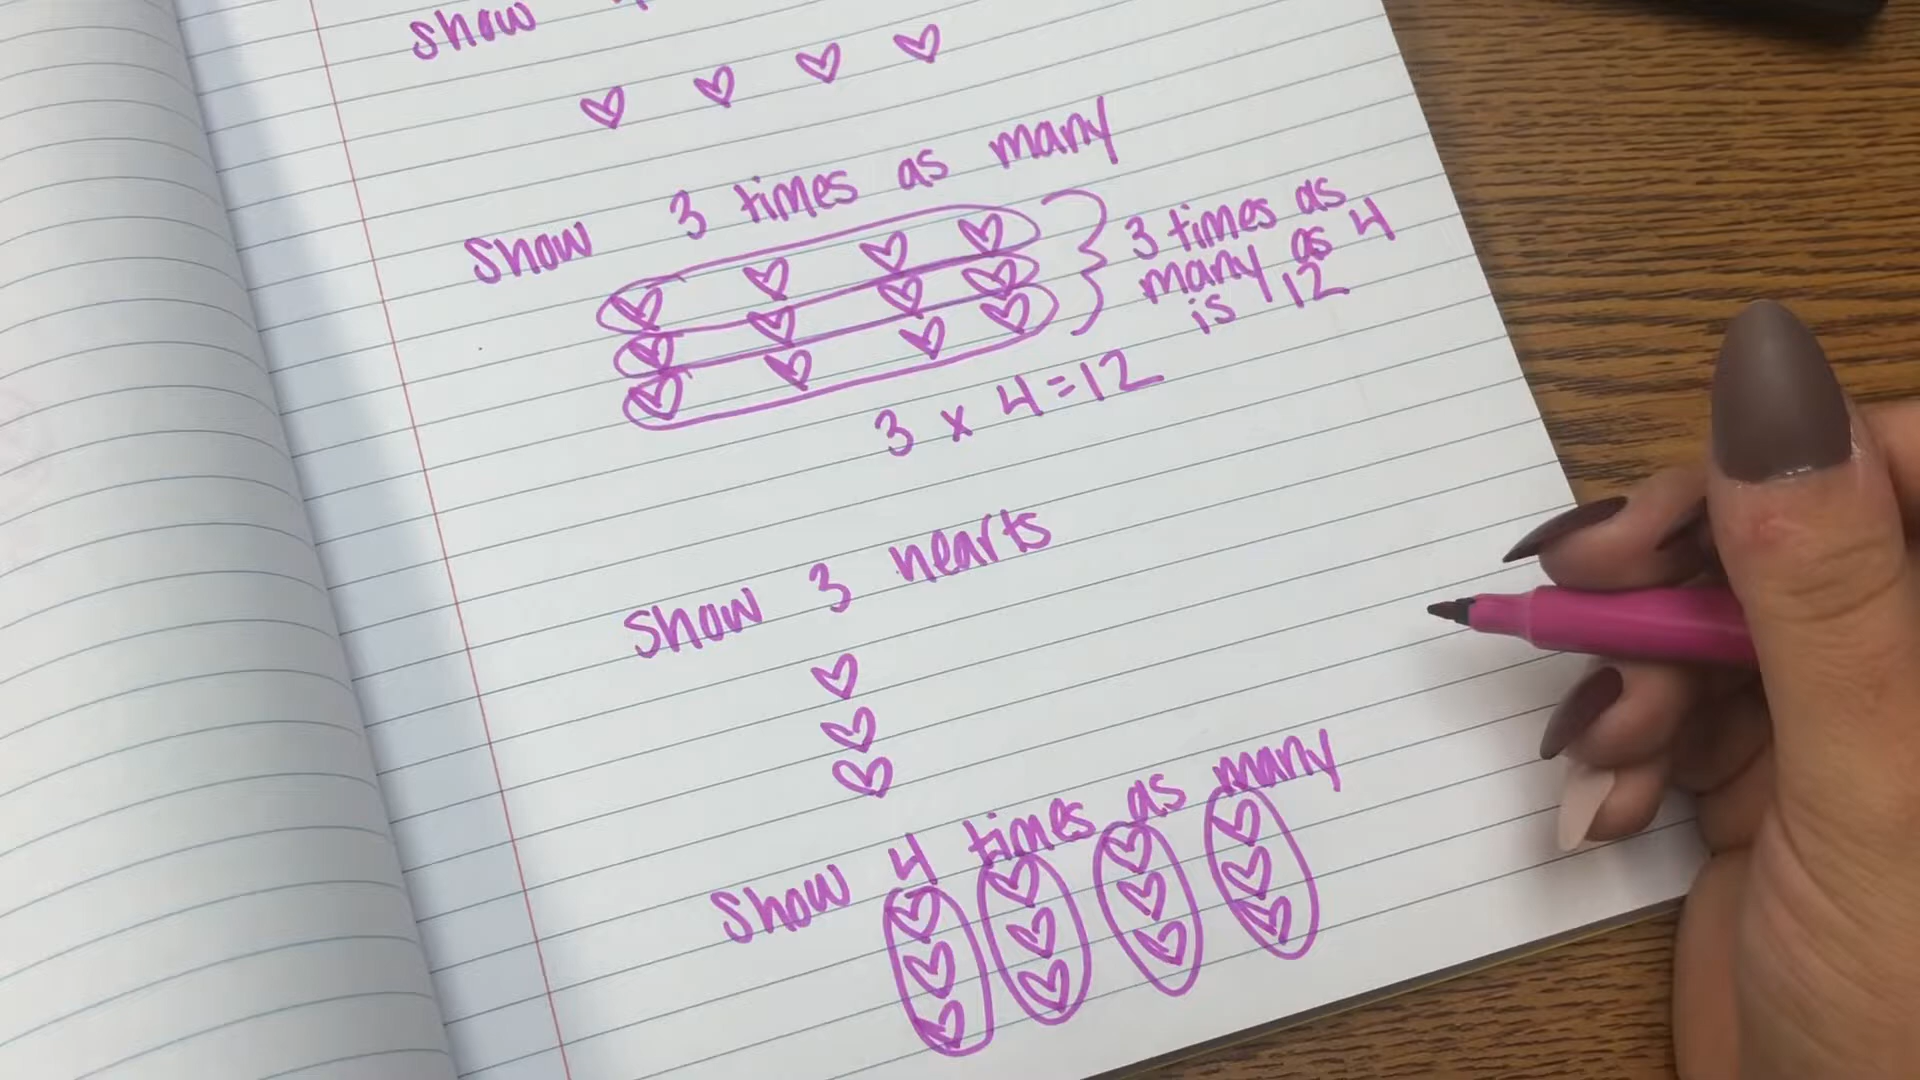 show
show 3 times as many
3 times as
many as 4
is 12
3 x 4=12
show 3 hearts
show 4 times as many